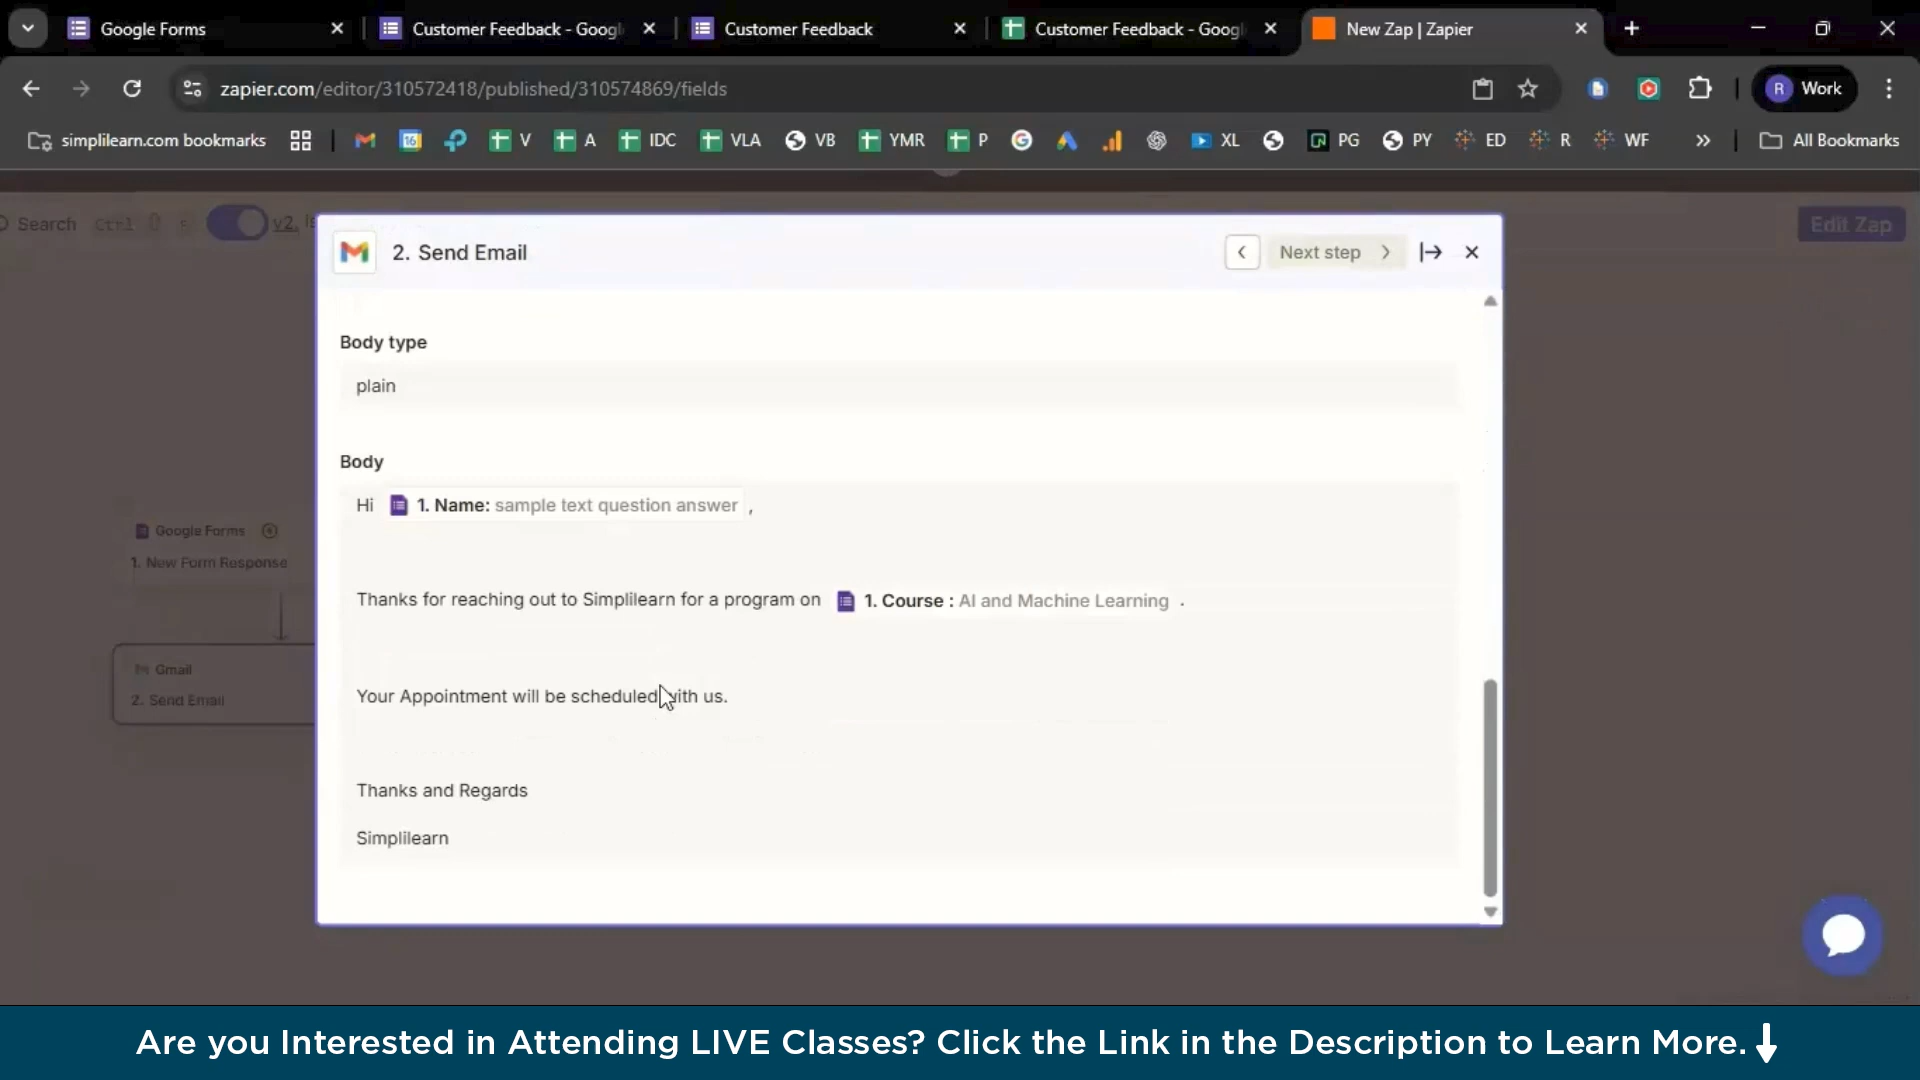 Google Forms
Customer Feedback - Googl
Customer Feedback
Customer Feedback - Googl
New Zap | Zapier
zapier.com/editor/310572418/published/310574869/fields
R Work
simplilearn.com bookmarks
16
V
A
IDC
VLA
VB
YMR
P
XL
PG
PY
ED
R
WF
All Bookmarks
Search Ctrl
v2.
Edit Zap
2. Send Email
Next step
Body type
plain
Body
Hi 1. Name: sample text question answer ,
Google Forms
1. New Form Response
Thanks for reaching out to Simplilearn for a program on 1. Course : AI and Machine Learning .
Gmail
2. Send Email
Your Appointment will be scheduled with us.
Thanks and Regards
Simplilearn
Are you Interested in Attending LIVE Classes? Click the Link in the Description to Learn More.